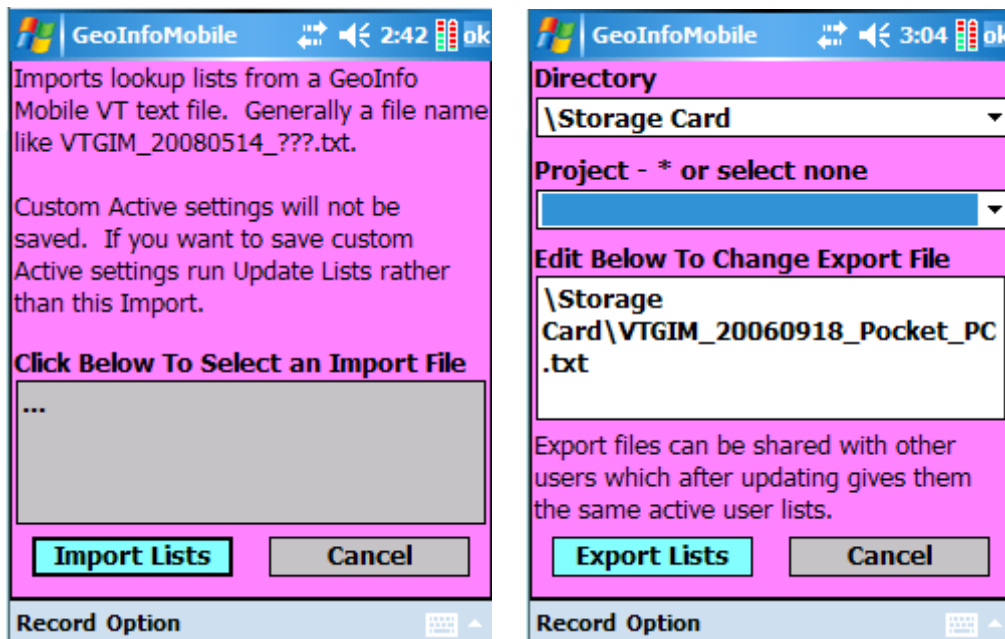 GeoInfoMobile 2:42 ok
Imports lookup lists from a GeoInfo
Mobile VT text file. Generally a file name
like VTGIM_20080514_???.txt.
Custom Active settings will not be
saved. If you want to save custom
Active settings run Update Lists rather
than this Import.
Click Below To Select an Import File
...
Import Lists Cancel
Record Option
GeoInfoMobile 3:04 ok
Directory
\Storage Card
Project - * or select none
Edit Below To Change Export File
\Storage
Card\VTGIM_20060918_Pocket_PC
.txt
Export files can be shared with other
users which after updating gives them
the same active user lists.
Export Lists Cancel
Record Option